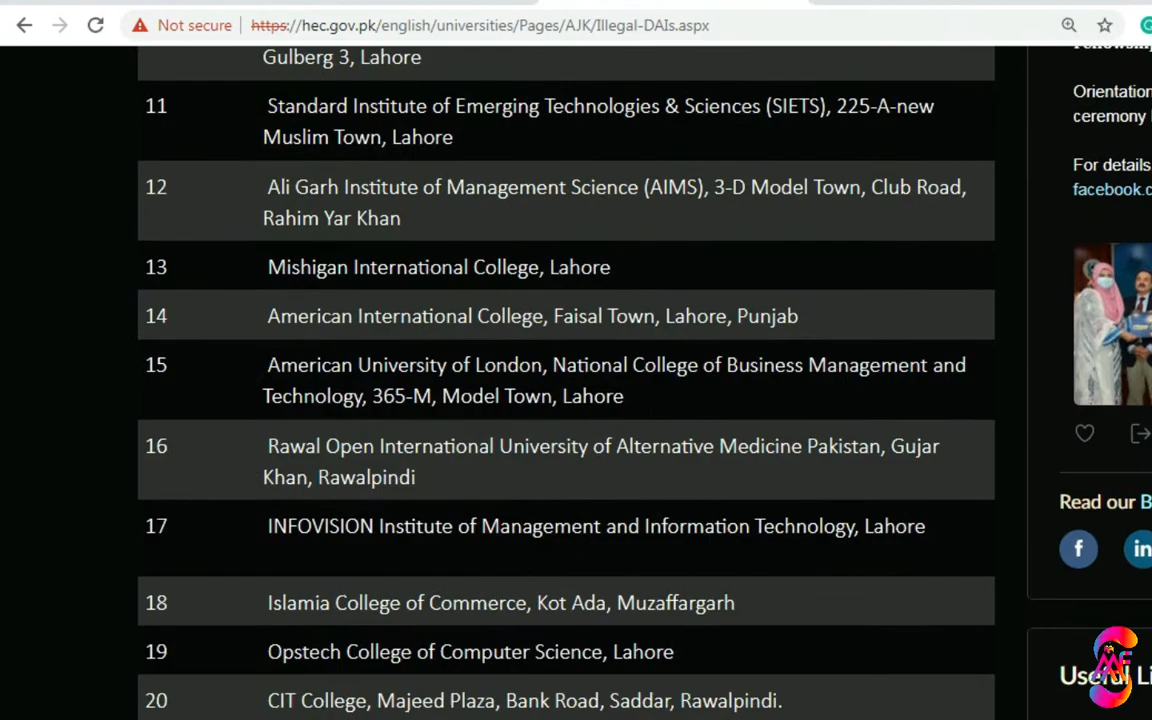 Not secure
https://hec.gov.pk/english/universities/Pages/AJK/Illegal-DAIs.aspx
Gulberg 3, Lahore
11 Standard Institute of Emerging Technologies & Sciences (SIETS), 225-A-new
Muslim Town, Lahore
12 Ali Garh Institute of Management Science (AIMS), 3-D Model Town, Club Road,
Rahim Yar Khan
13 Mishigan International College, Lahore
14 American International College, Faisal Town, Lahore, Punjab
15 American University of London, National College of Business Management and
Technology, 365-M, Model Town, Lahore
16 Rawal Open International University of Alternative Medicine Pakistan, Gujar
Khan, Rawalpindi
17 INFOVISION Institute of Management and Information Technology, Lahore
18 Islamia College of Commerce, Kot Ada, Muzaffargarh
19 Opstech College of Computer Science, Lahore
20 CIT College, Majeed Plaza, Bank Road, Saddar, Rawalpindi.
Orientation
ceremony
For details
facebook.c
Read our B
f
in
Useful Li